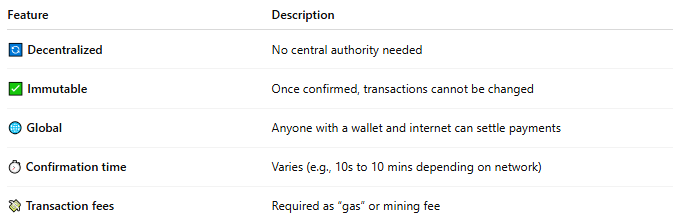 Feature Description
🔄 Decentralized No central authority needed
✅ Immutable Once confirmed, transactions cannot be changed
🌐 Global Anyone with a wallet and internet can settle payments
⏱ Confirmation time Varies (e.g., 10s to 10 mins depending on network)
💸 Transaction fees Required as “gas” or mining fee